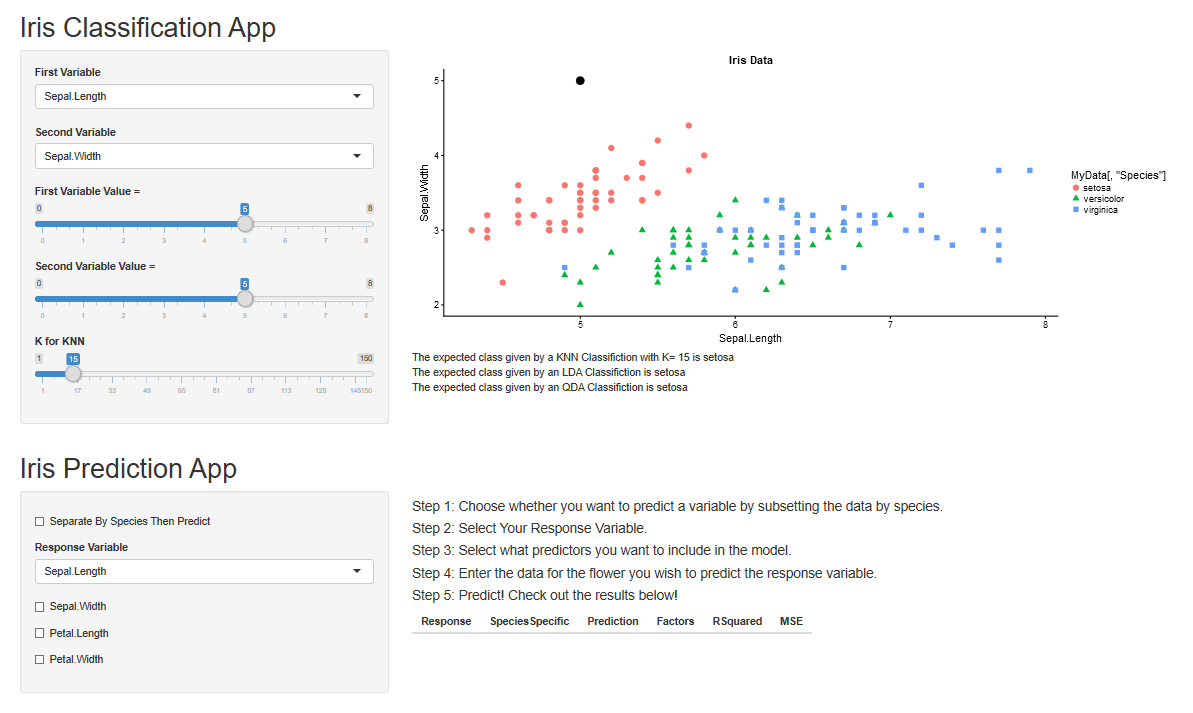 Iris Classification App
First Variable
Sepal.Length
Second Variable
Sepal.Width
First Variable Value =
0 5 8
0 1 2 3 4 5 6 7 8
Second Variable Value =
0 5 8
0 1 2 3 4 5 6 7 8
K for KNN
1 15 150
1 17 33 49 65 81 97 113 129 145150
Iris Data
Sepal.Width
5
4
3
2
5 6 7 8
Sepal.Length
MyData[, "Species"]
setosa
versicolor
virginica
The expected class given by a KNN Classifiction with K= 15 is setosa
The expected class given by an LDA Classifiction is setosa
The expected class given by an QDA Classifiction is setosa
Iris Prediction App
Separate By Species Then Predict
Response Variable
Sepal.Length
Sepal.Width
Petal.Length
Petal.Width
Step 1: Choose whether you want to predict a variable by subsetting the data by species.
Step 2: Select Your Response Variable.
Step 3: Select what predictors you want to include in the model.
Step 4: Enter the data for the flower you wish to predict the response variable.
Step 5: Predict! Check out the results below!
Response SpeciesSpecific Prediction Factors RSquared MSE